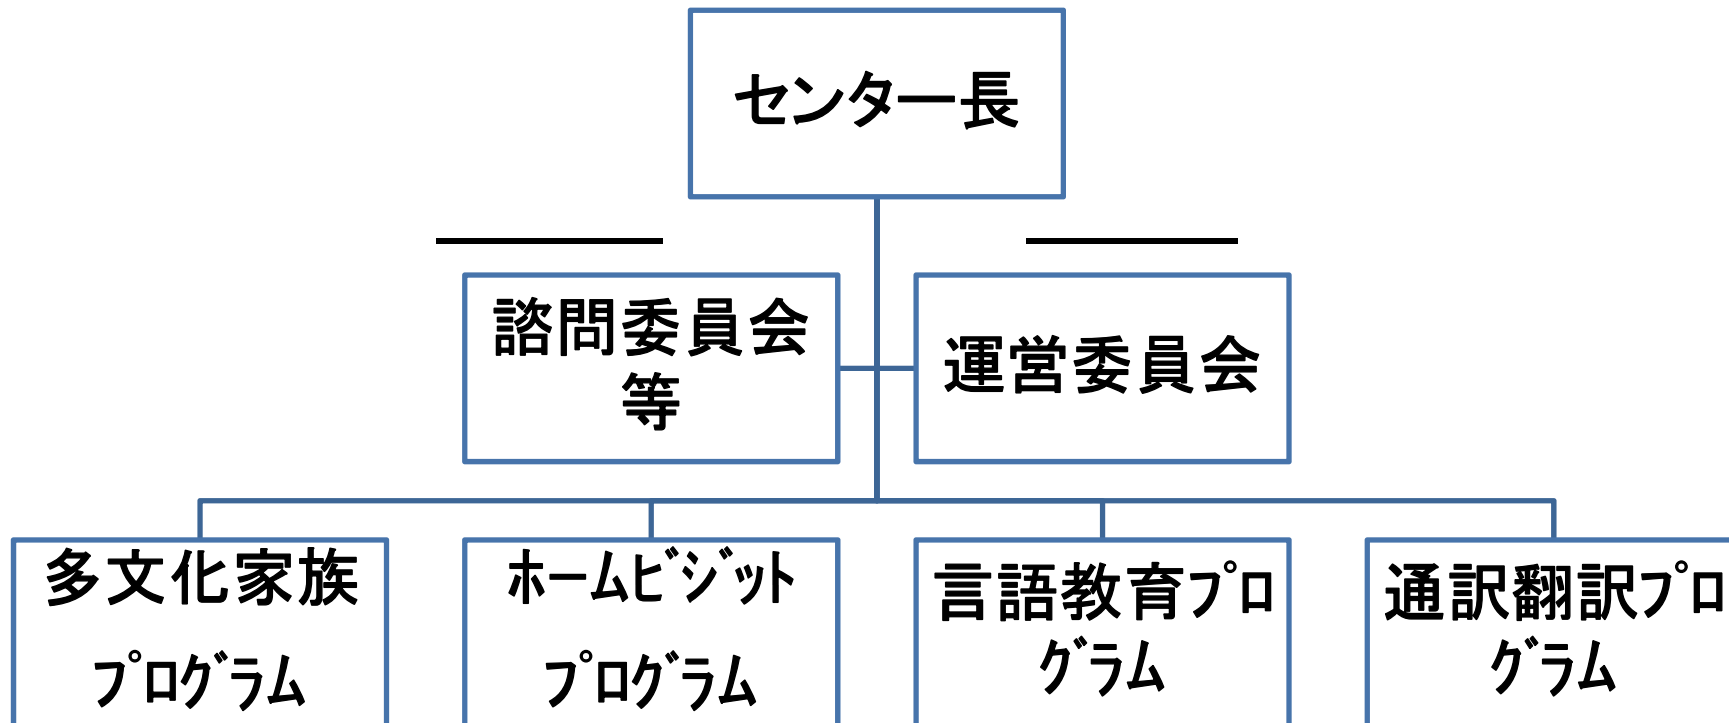 センター長
諮問委員会
等
運営委員会
多文化家族
プログラム
ホームビジット
プログラム
言語教育プロ
グラム
通訳翻訳プロ
グラム